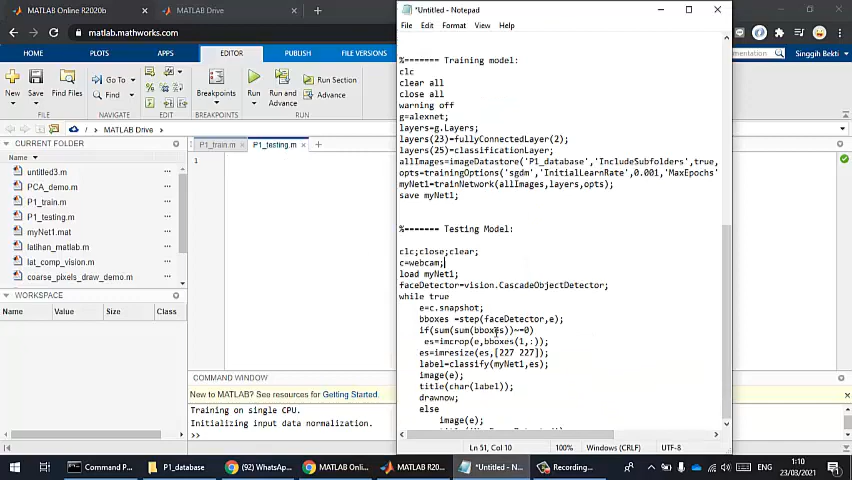 MATLAB Online R2020b
MATLAB Drive
*Untitled - Notepad
matlab.mathworks.com
File Edit Format View Help
HOME PLOTS APPS EDITOR PUBLISH
Singgih Bekti
New Save Find Files
Go To
Find
Breakpoints
Run
Run and Advance
Run Section
Advance
FILE
MATLAB Drive
CURRENT FOLDER
Name
untitled3.m
PCA_demo.m
P1_train.m
P1_testing.m
myNet1.mat
latihan_matlab.m
lat_comp_vision.m
coarse_pixels_draw_demo.m
WORKSPACE
Name Value Size Class
P1_train.m
P1_testing.m
1
COMMAND WINDOW
New to MATLAB? See resources for Getting Started.
Training on single CPU.
Initializing input data normalization.
>>
%======= Training model:
clc
clear all
close all
warning off
g=alexnet;
layers=g.Layers;
layers(23)=fullyConnectedLayer(2);
layers(25)=classificationLayer;
allImages=imageDatastore('P1_database','IncludeSubfolders',true,
opts=trainingOptions('sgdm','InitialLearnRate',0.001,'MaxEpochs'
myNet1=trainNetwork(allImages,layers,opts);
save myNet1;
%======= Testing Model:
clc;close;clear;
c=webcam;
load myNet1;
faceDetector=vision.CascadeObjectDetector;
while true
e=c.snapshot;
bboxes =step(faceDetector,e);
if(sum(sum(bboxes))~=0)
es=imcrop(e,bboxes(1,:));
es=imresize(es,[227 227]);
label=classify(myNet1,es);
image(e);
title(char(label));
drawnow;
else
image(e);
Ln 51, Col 10 100% Windows (CRLF) UTF-8
Command P...
P1_database
(92) WhatsApp...
MATLAB Onli...
MATLAB R20...
*Untitled - N...
Recording...
ENG
1:10
23/03/2021